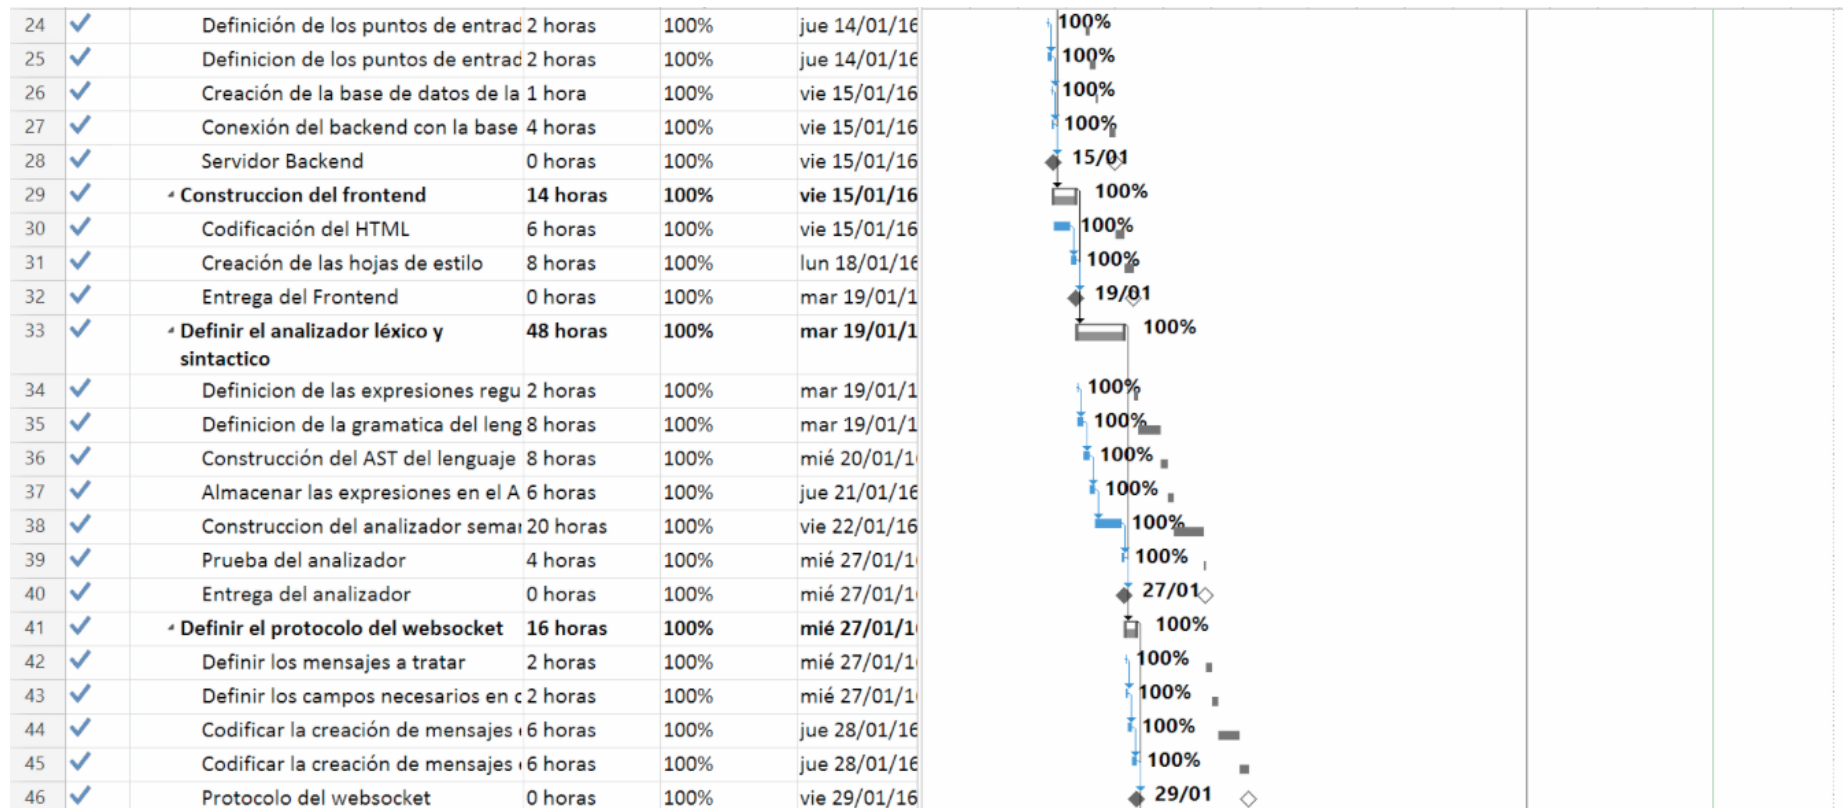 24 Definición de los puntos de entrad 2 horas 100% jue 14/01/16 100%
25 Definicion de los puntos de entrad 2 horas 100% jue 14/01/16 100%
26 Creación de la base de datos de la 1 hora 100% vie 15/01/16 100%
27 Conexión del backend con la base 4 horas 100% vie 15/01/16 100%
28 Servidor Backend 0 horas 100% vie 15/01/16 15/01
29 Construccion del frontend 14 horas 100% vie 15/01/16 100%
30 Codificación del HTML 6 horas 100% vie 15/01/16 100%
31 Creación de las hojas de estilo 8 horas 100% lun 18/01/16 100%
32 Entrega del Frontend 0 horas 100% mar 19/01/1 19/01
33 Definir el analizador léxico y 48 horas 100% mar 19/01/1 100%
sintactico
34 Definicion de las expresiones regu 2 horas 100% mar 19/01/1 100%
35 Definicion de la gramatica del leng 8 horas 100% mar 19/01/1 100%
36 Construcción del AST del lenguaje 8 horas 100% mié 20/01/1 100%
37 Almacenar las expresiones en el A 6 horas 100% jue 21/01/16 100%
38 Construccion del analizador semar 20 horas 100% vie 22/01/16 100%
39 Prueba del analizador 4 horas 100% mié 27/01/1 100%
40 Entrega del analizador 0 horas 100% mié 27/01/1 27/01
41 Definir el protocolo del websocket 16 horas 100% mié 27/01/1 100%
42 Definir los mensajes a tratar 2 horas 100% mié 27/01/1 100%
43 Definir los campos necesarios en c 2 horas 100% mié 27/01/1 100%
44 Codificar la creación de mensajes 6 horas 100% jue 28/01/16 100%
45 Codificar la creación de mensajes 6 horas 100% jue 28/01/16 100%
46 Protocolo del websocket 0 horas 100% vie 29/01/16 29/01